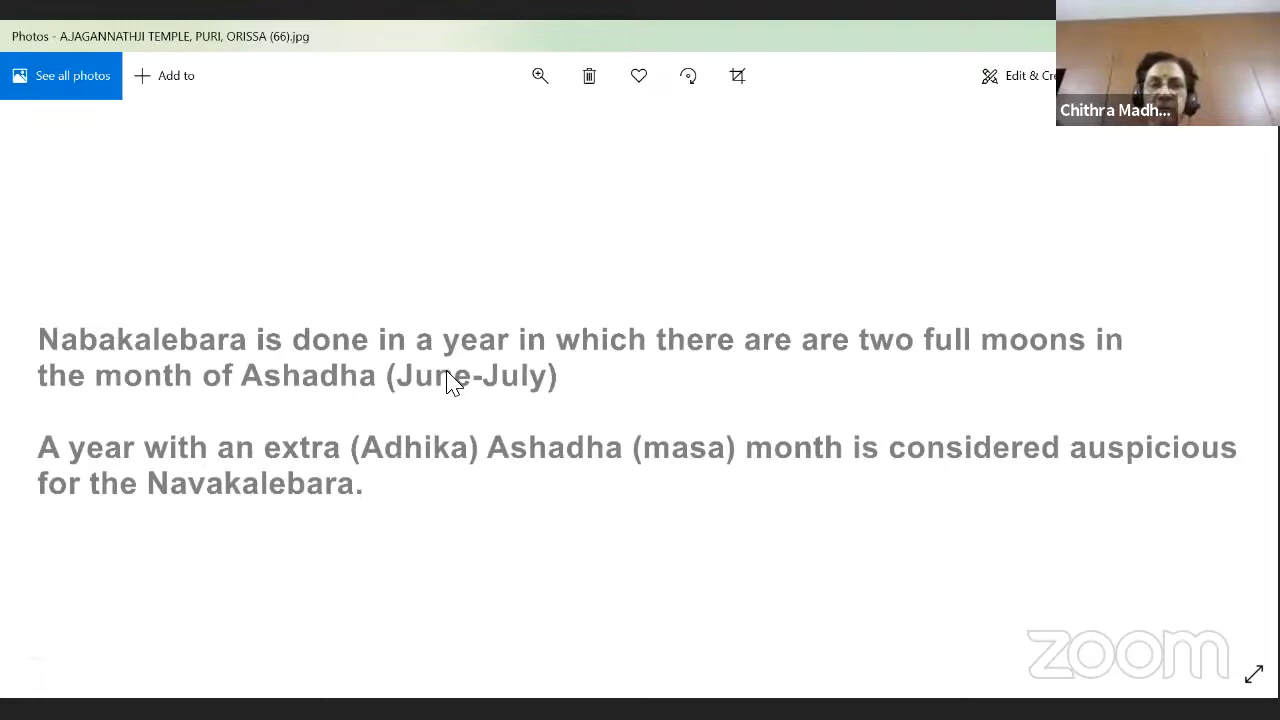 Photos - A.JAGANNATHJI TEMPLE, PURI, ORISSA (66).jpg
See all photos
Add to
Edit & Cre
Chithra Madh...
Nabakalebara is done in a year in which there are are two full moons in
the month of Ashadha (June-July)
A year with an extra (Adhika) Ashadha (masa) month is considered auspicious
for the Navakalebara.
zoom